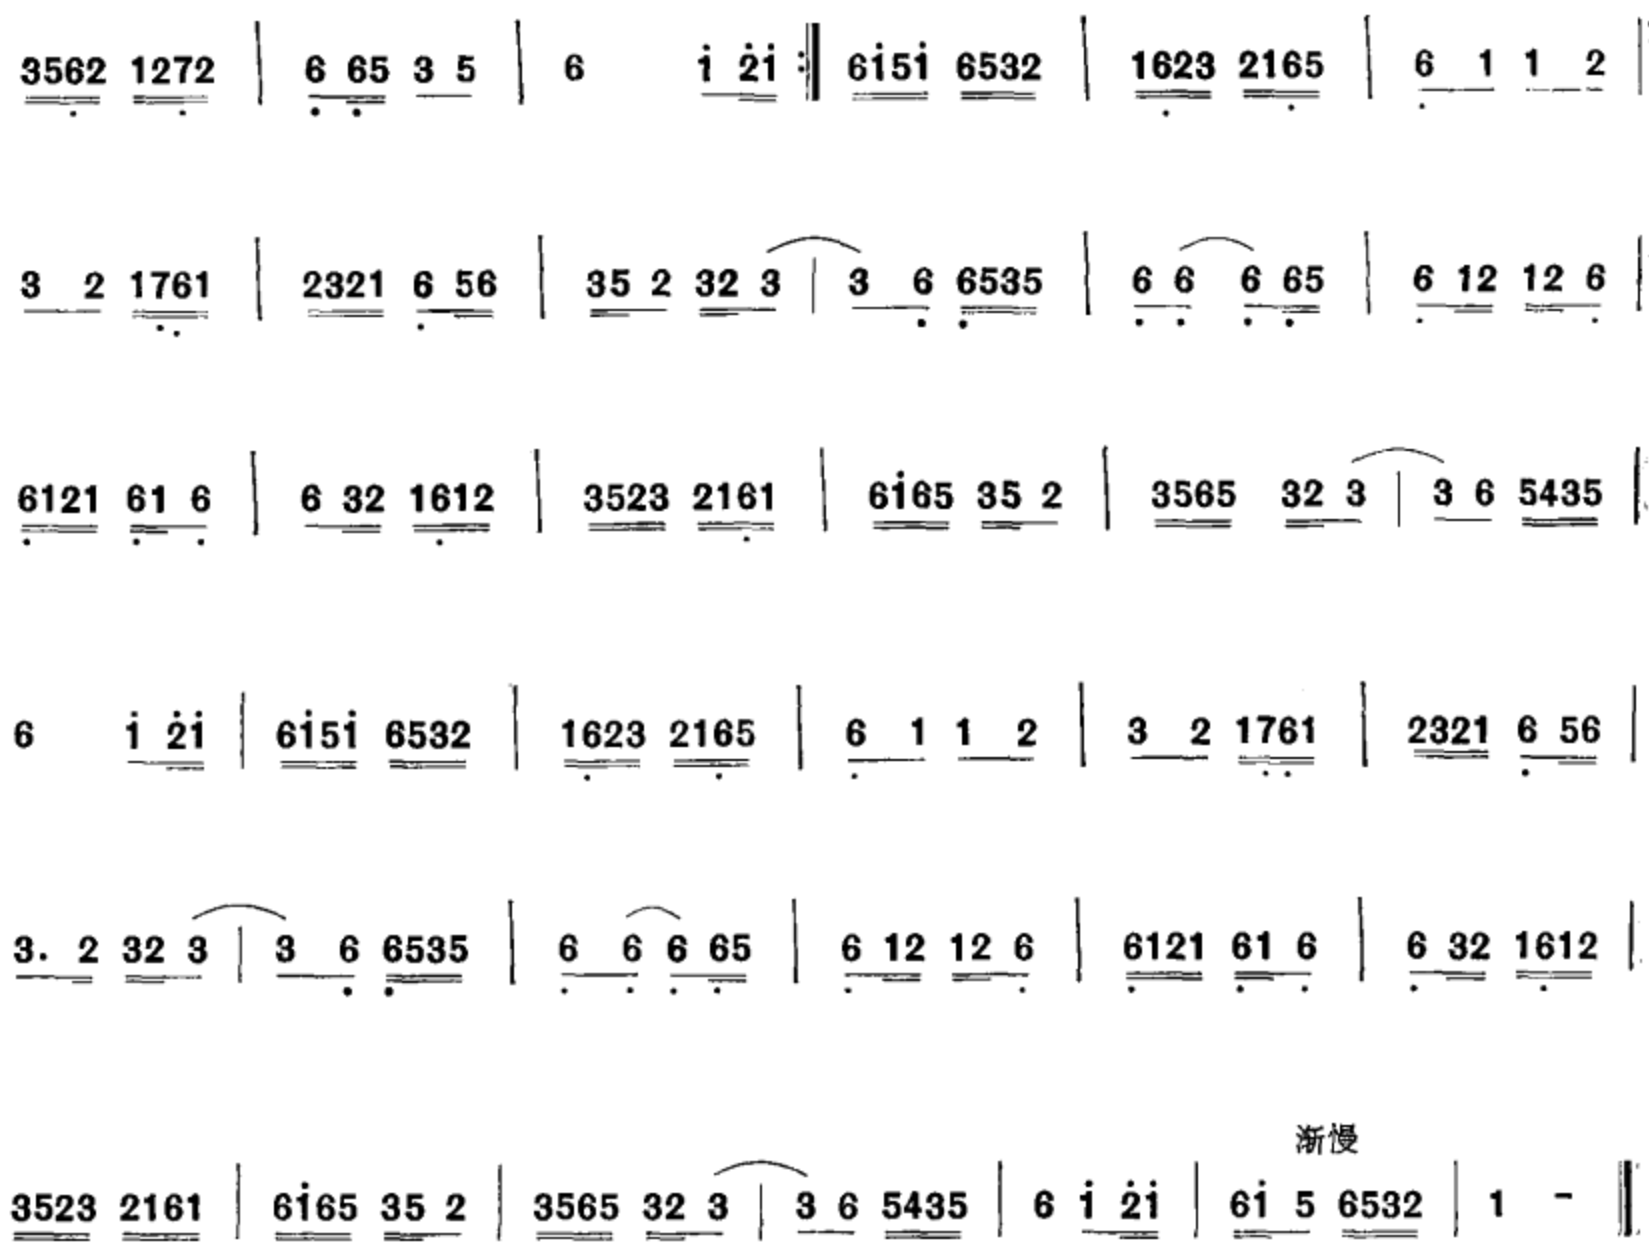 3562 1272 | 6 65 3 5 | 6 i 2i :‖ 6i5i 6532 | 1623 2165 | 6 1 1 2 |
3 2 1761 | 2321 6 56 | 35 2 32 3 | 3 6 6535 | 6 6 6 65 | 6 12 12 6 |
6121 61 6 | 6 32 1612 | 3523 2161 | 6i65 35 2 | 3565 32 3 | 3 6 5435 |
6 i 2i | 6i5i 6532 | 1623 2165 | 6 1 1 2 | 3 2 1761 | 2321 6 56 |
3. 2 32 3 | 3 6 6535 | 6 6 6 65 | 6 12 12 6 | 6121 61 6 | 6 32 1612 |
渐慢
3523 2161 | 6i65 35 2 | 3565 32 3 | 3 6 5435 | 6 i 2i | 6i 5 6532 | 1 - ‖